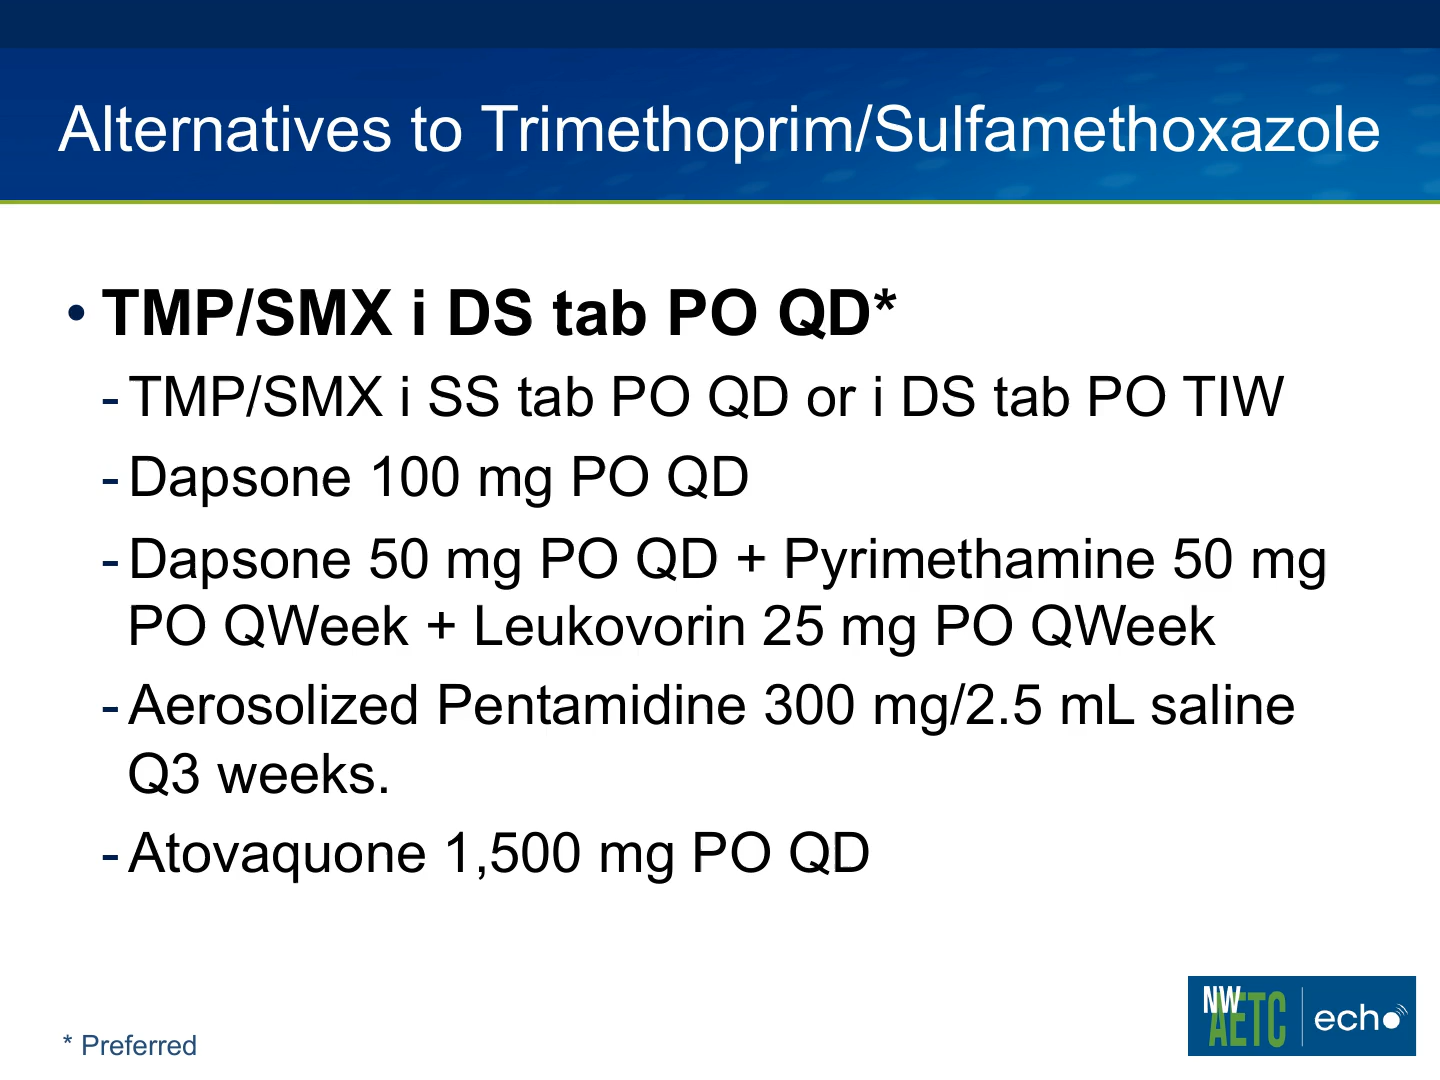 Alternatives to Trimethoprim/Sulfamethoxazole
• TMP/SMX i DS tab PO QD*
- TMP/SMX i SS tab PO QD or i DS tab PO TIW
- Dapsone 100 mg PO QD
- Dapsone 50 mg PO QD + Pyrimethamine 50 mg
PO QWeek + Leukovorin 25 mg PO QWeek
- Aerosolized Pentamidine 300 mg/2.5 mL saline
Q3 weeks.
- Atovaquone 1,500 mg PO QD
NW AETC | echo
* Preferred